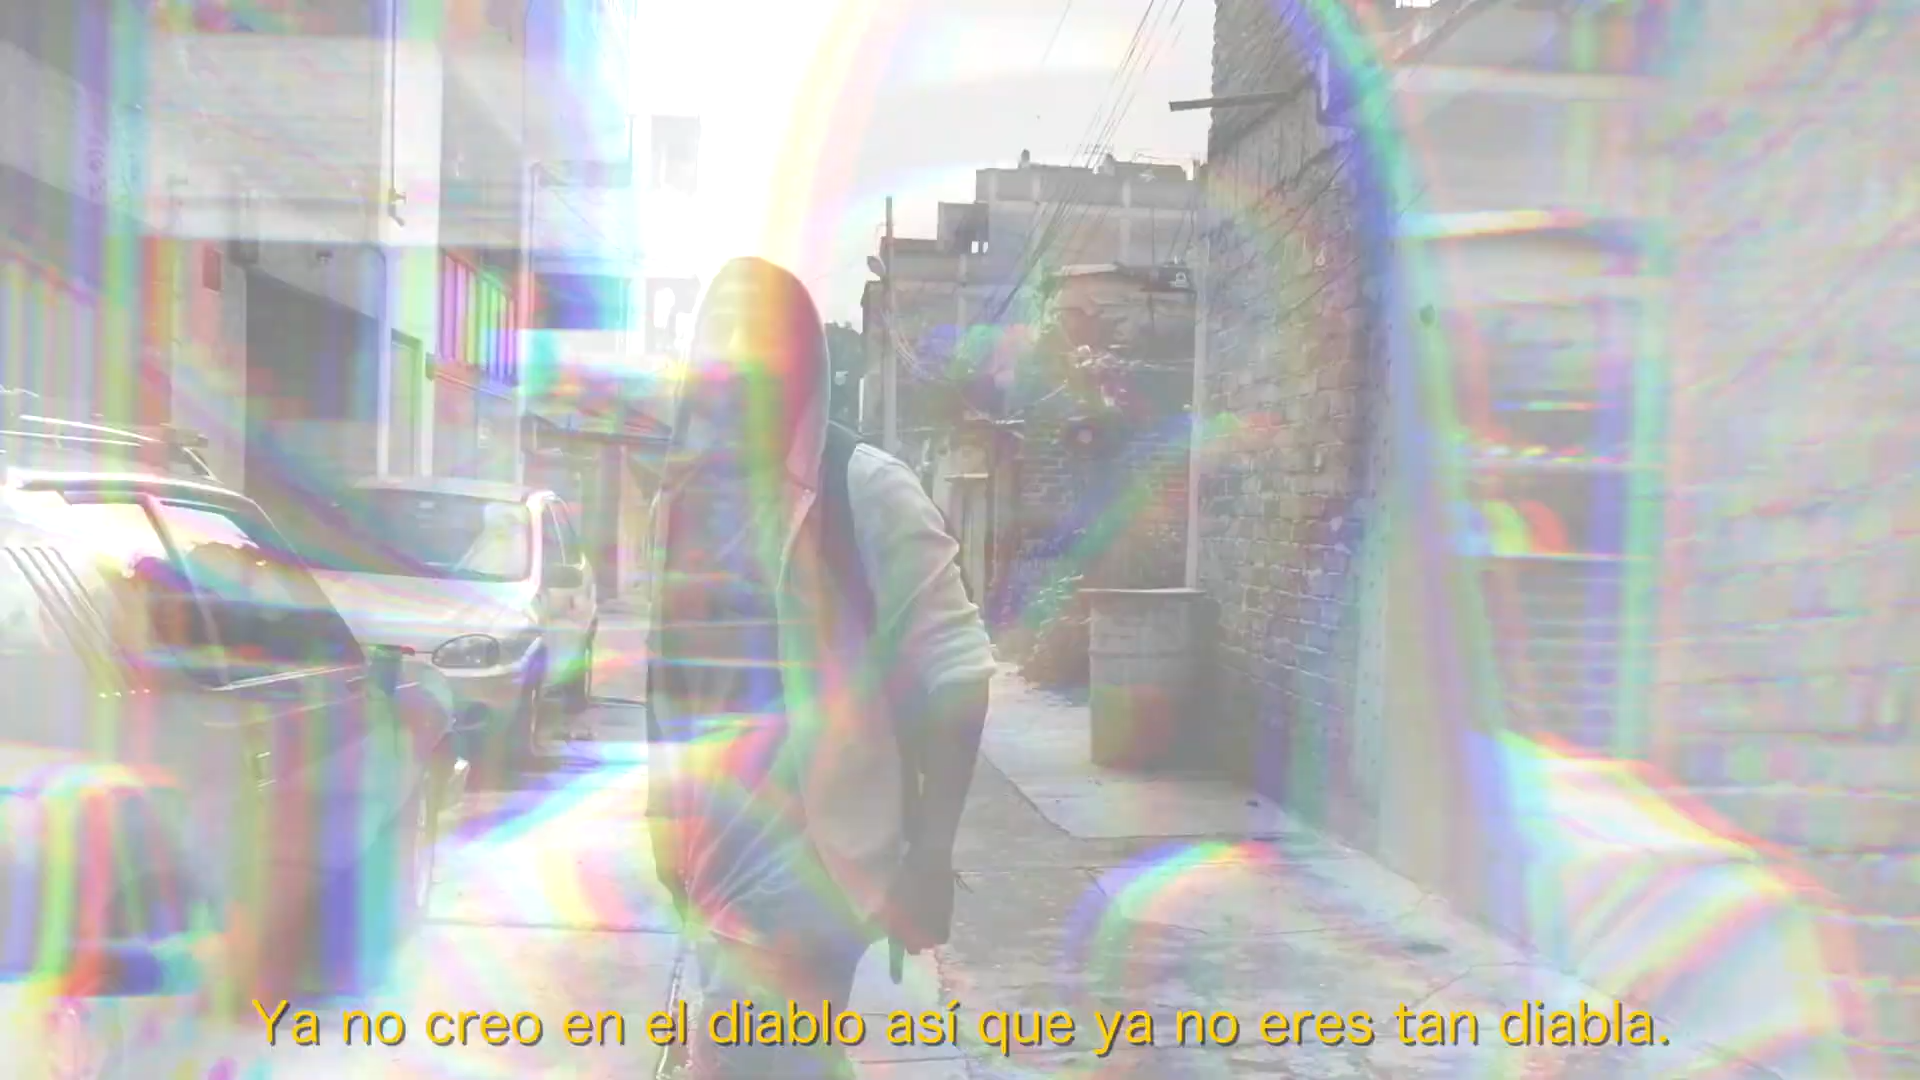 Ya no creo en el diablo así que ya no eres tan diabla.